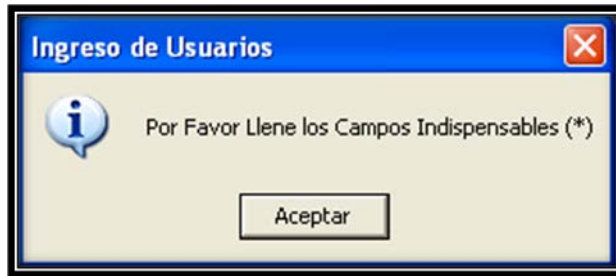 Ingreso de Usuarios
Por Favor Llene los Campos Indispensables (*)
Aceptar